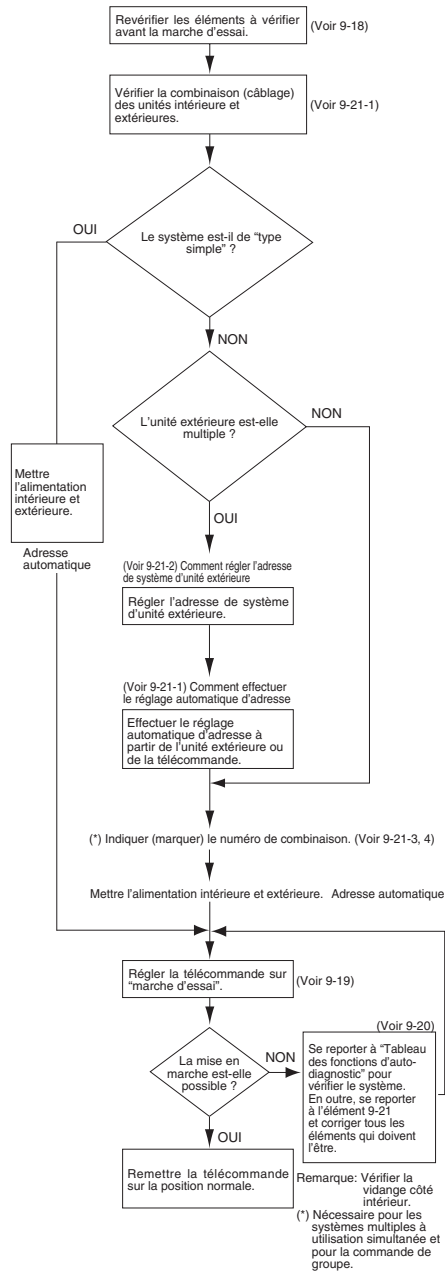 Revérifier les éléments à vérifier
avant la marche d'essai.
(Voir 9-18)
Vérifier la combinaison (câblage)
des unités intérieure et
extérieures.
(Voir 9-21-1)
OUI
Le système est-il de “type
simple” ?
NON
L'unité extérieure est-elle
multiple ?
NON
Mettre
l'alimentation
intérieure et
extérieure.
Adresse
automatique
OUI
(Voir 9-21-2) Comment régler l'adresse
de système d'unité extérieure
Régler l'adresse de système
d'unité extérieure.
(Voir 9-21-1) Comment effectuer
le réglage automatique d'adresse
Effectuer le réglage
automatique d'adresse à
partir de l'unité extérieure ou
de la télécommande.
(*) Indiquer (marquer) le numéro de combinaison. (Voir 9-21-3, 4)
Mettre l'alimentation intérieure et extérieure. Adresse automatique
Régler la télécommande sur
“marche d'essai”.
(Voir 9-19)
(Voir 9-20)
La mise en
marche est-elle
possible ?
NON
Se reporter à “Tableau
des fonctions d'auto-
diagnostic” pour
vérifier le système.
En outre, se reporter
à l'élément 9-21
et corriger tous les
éléments qui doivent
l'être.
OUI
Remettre la télécommande
sur la position normale.
Remarque: Vérifier la
vidange côté
intérieur.
(*) Nécessaire pour les
systèmes multiples à
utilisation simultanée et
pour la commande de
groupe.